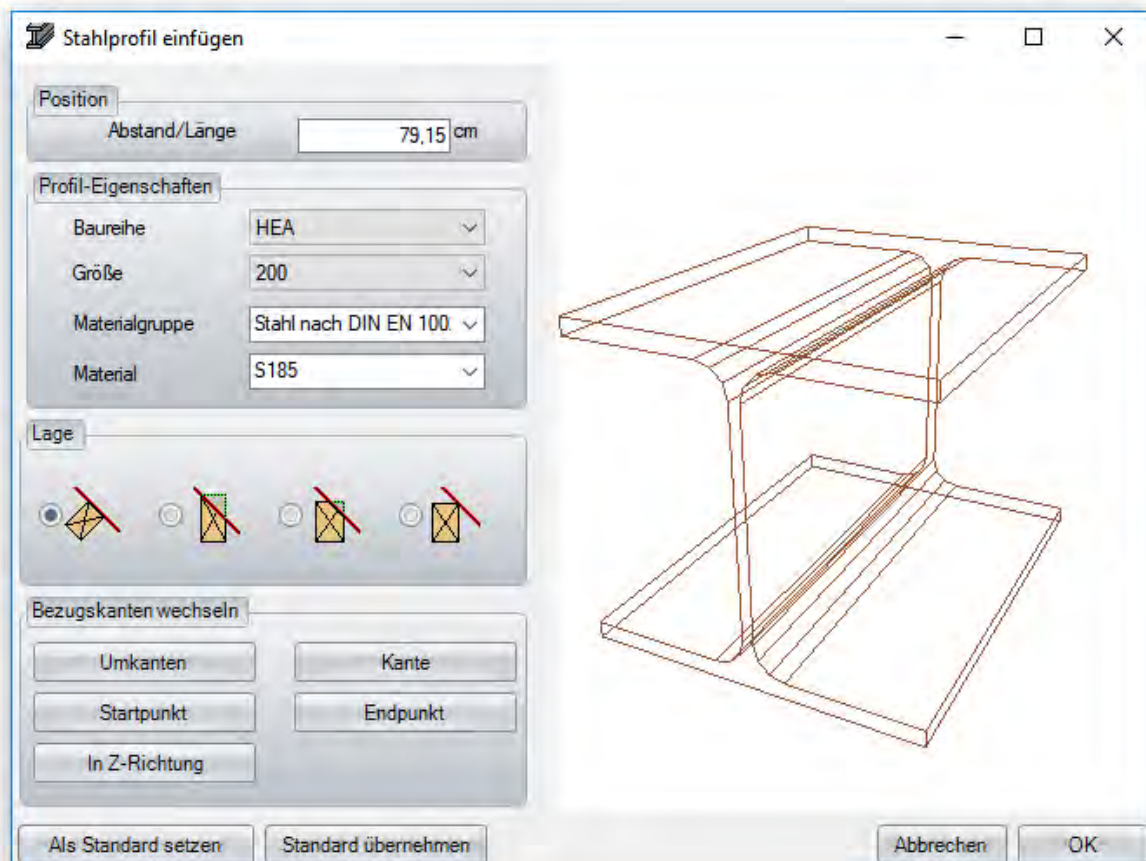 Stahlprofil einfügen
Position
Abstand/Länge 79,15 cm
Profil-Eigenschaften
Baureihe HEA
Größe 200
Materialgruppe Stahl nach DIN EN 100
Material S185
Lage
Bezugskanten wechseln
Umkanten Kante
Startpunkt Endpunkt
In Z-Richtung
Als Standard setzen Standard übernehmen Abbrechen OK